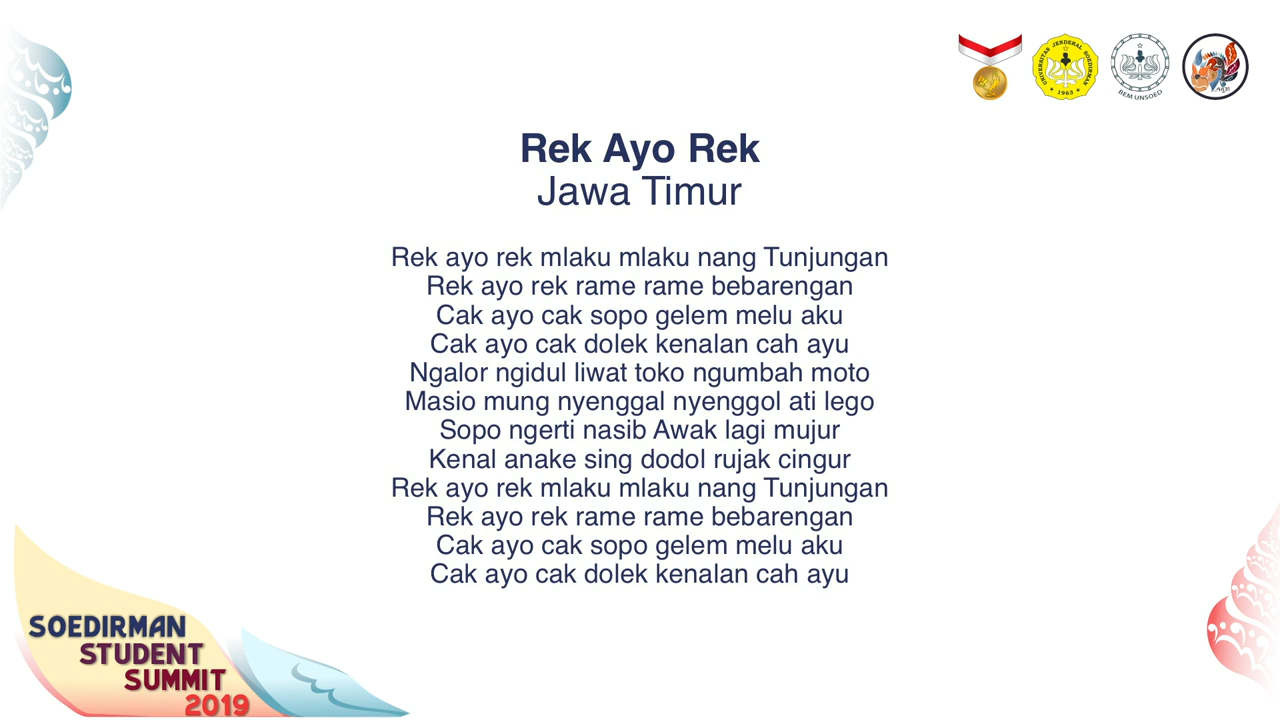 UNIVERSITAS JENDERAL SOEDIRMAN
1963
BEM UNSOED
Rek Ayo Rek
Jawa Timur
Rek ayo rek mlaku mlaku nang Tunjungan
Rek ayo rek rame rame bebarengan
Cak ayo cak sopo gelem melu aku
Cak ayo cak dolek kenalan cah ayu
Ngalor ngidul liwat toko ngumbah moto
Masio mung nyenggal nyenggol ati lego
Sopo ngerti nasib Awak lagi mujur
Kenal anake sing dodol rujak cingur
Rek ayo rek mlaku mlaku nang Tunjungan
Rek ayo rek rame rame bebarengan
Cak ayo cak sopo gelem melu aku
Cak ayo cak dolek kenalan cah ayu
SOEDIRMAN
STUDENT
SUMMIT
2019